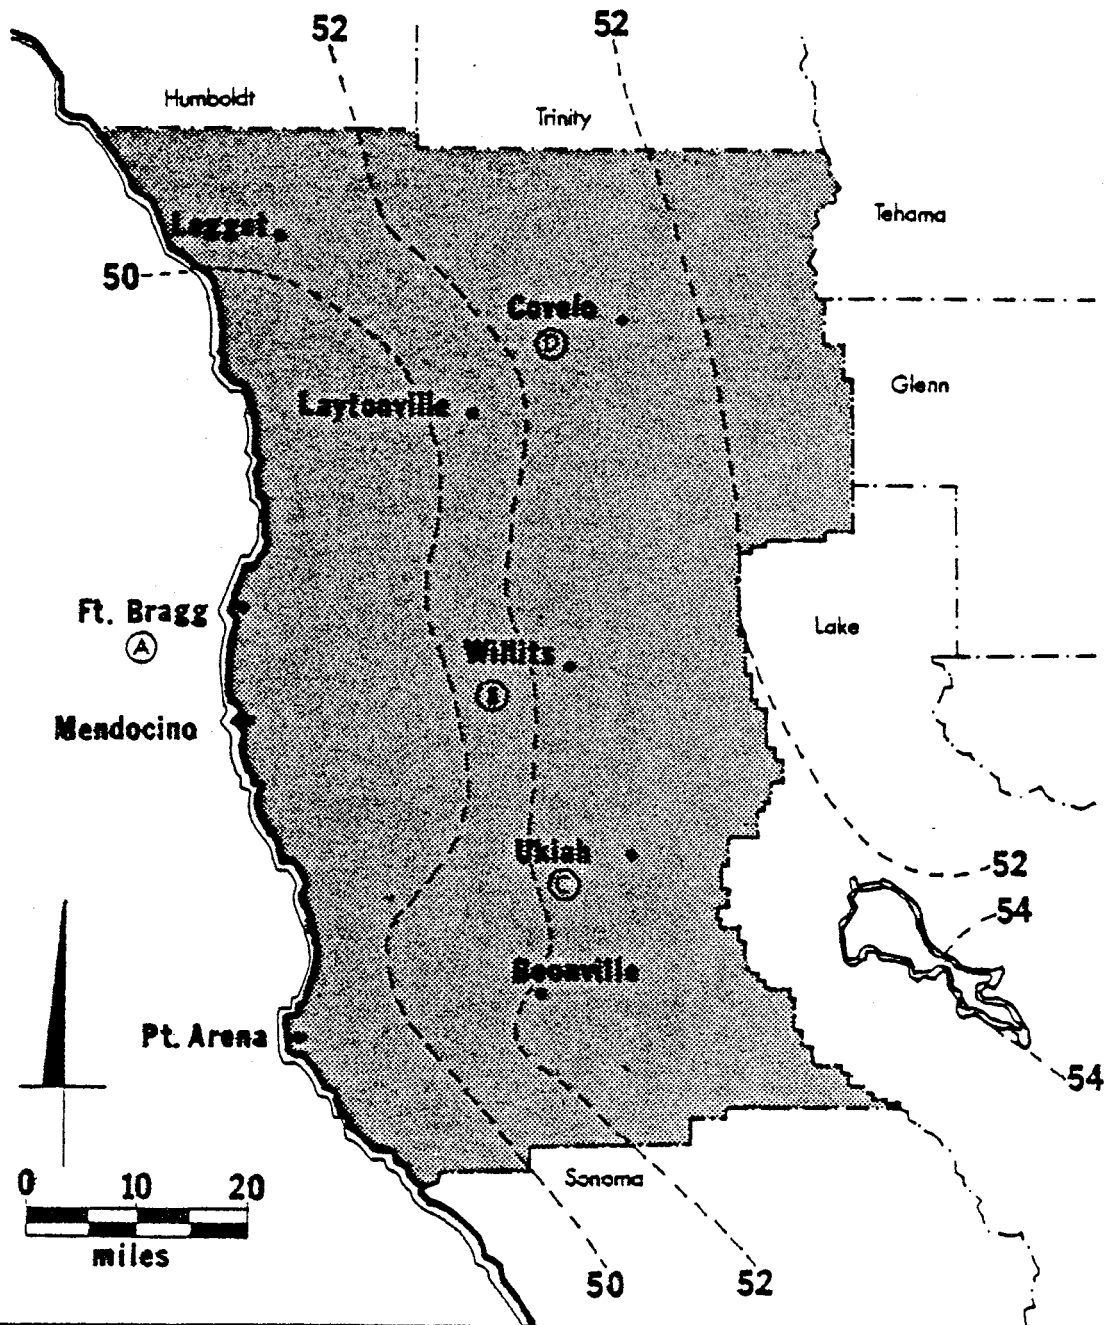 52
52
Humboldt
Trinity
Tehama
Legget
50
Covelo
D
Glenn
Laytonville
Ft. Bragg
A
Lake
Willits
B
Mendocino
Ukiah
C
52
54
Boonville
Pt. Arena
54
Sonoma
0 10 20
miles
50
52